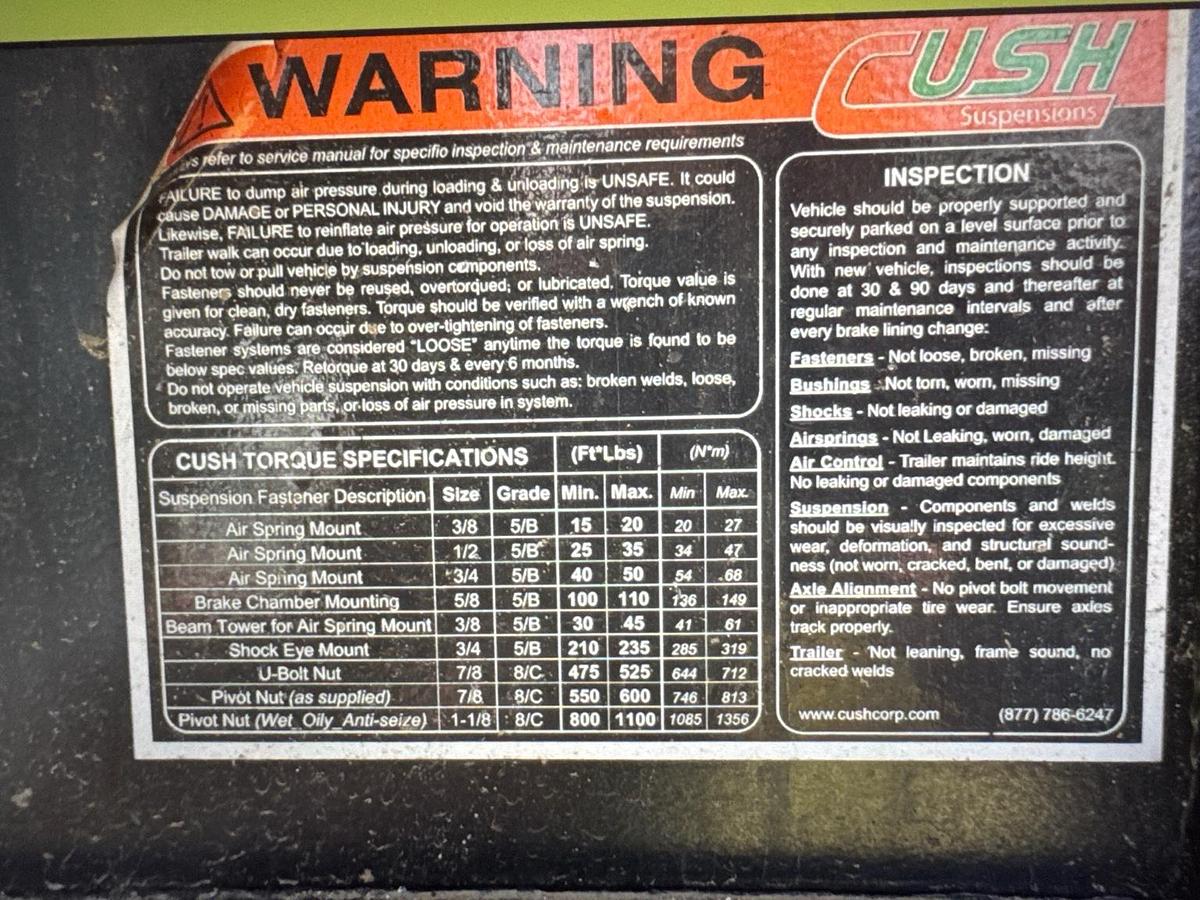 WARNING
CUSH
Suspensions
refer to service manual for specific inspection & maintenance requirements
FAILURE to dump air pressure during loading & unloading is UNSAFE. It could
cause DAMAGE or PERSONAL INJURY and void the warranty of the suspension.
Likewise, FAILURE to reinflate air pressure for operation is UNSAFE.
Trailer walk can occur due to loading, unloading, or loss of air spring.
Do not tow or pull vehicle by suspension components.
Fasteners should never be reused, overtorqued, or lubricated. Torque value is
given for clean, dry fasteners. Torque should be verified with a wrench of known
accuracy. Failure can occur due to over-tightening of fasteners.
Fastener systems are considered "LOOSE" anytime the torque is found to be
below spec values. Retorque at 30 days & every 6 months.
Do not operate vehicle suspension with conditions such as: broken welds, loose,
broken, or missing parts, or loss of air pressure in system.
CUSH TORQUE SPECIFICATIONS (Ft*Lbs) (N*m)
Suspension Fastener Description Size Grade Min. Max. Min Max.
Air Spring Mount 3/8 5/B 15 20 20 27
Air Spring Mount 1/2 5/B 25 35 34 47
Air Spring Mount 3/4 5/B 40 50 54 68
Brake Chamber Mounting 5/8 5/B 100 110 136 149
Beam Tower for Air Spring Mount 3/8 5/B 30 45 41 61
Shock Eye Mount 3/4 5/B 210 235 285 319
U-Bolt Nut 7/8 8/C 475 525 644 712
Pivot Nut (as supplied) 7/8 8/C 550 600 746 813
Pivot Nut (Wet_Oily_Anti-seize) 1-1/8 8/C 800 1100 1085 1356
INSPECTION
Vehicle should be properly supported and
securely parked on a level surface prior to
any inspection and maintenance activity.
With new vehicle, inspections should be
done at 30 & 90 days and thereafter at
regular maintenance intervals and after
every brake lining change:
Fasteners - Not loose, broken, missing
Bushings - Not torn, worn, missing
Shocks - Not leaking or damaged
Airsprings - Not Leaking, worn, damaged
Air Control - Trailer maintains ride height.
No leaking or damaged components
Suspension - Components and welds
should be visually inspected for excessive
wear, deformation, and structural sound-
ness (not worn, cracked, bent, or damaged)
Axle Alignment - No pivot bolt movement
or inappropriate tire wear. Ensure axles
track properly.
Trailer - Not leaning, frame sound, no
cracked welds
www.cushcorp.com (877) 786-6247